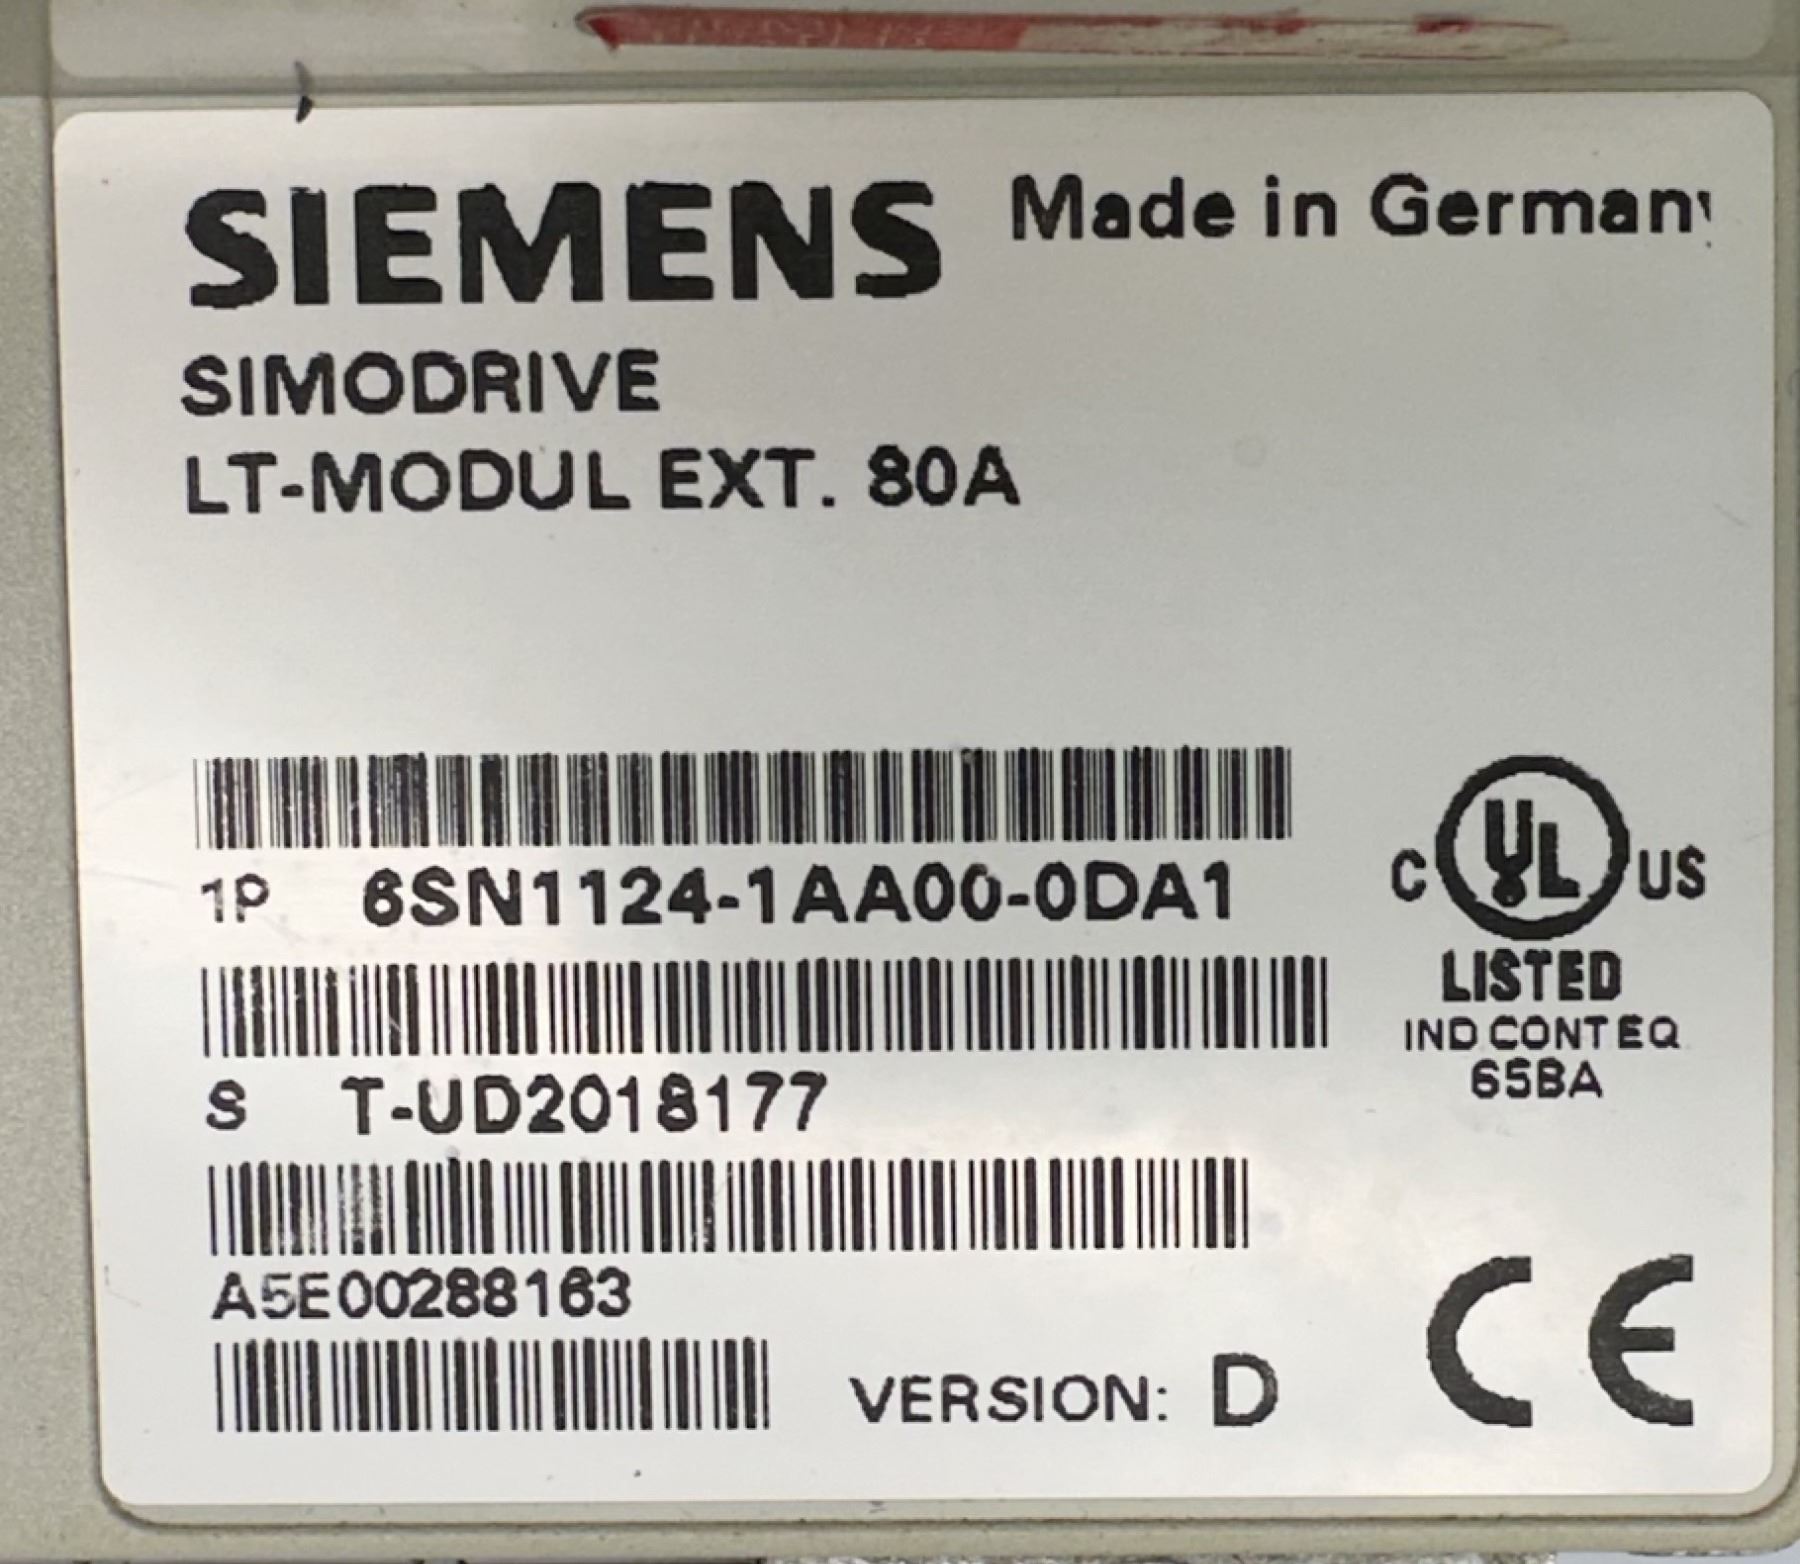 SIEMENS Made in Germany
SIMODRIVE
LT-MODUL EXT. 80A
1P 6SN1124-1AA00-0DA1
C UL US
LISTED
IND CONT EQ
65BA
S T-UD2018177
A5E00288163
VERSION: D
CE